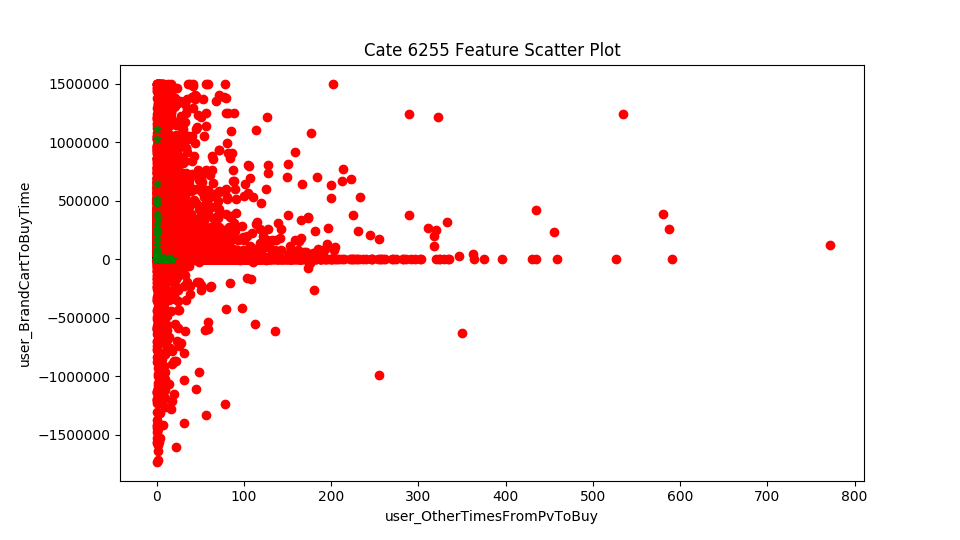 Cate 6255 Feature Scatter Plot
1500000
1000000
500000
0
−500000
−1000000
−1500000
user_BrandCartToBuyTime
0 100 200 300 400 500 600 700 800
user_OtherTimesFromPvToBuy